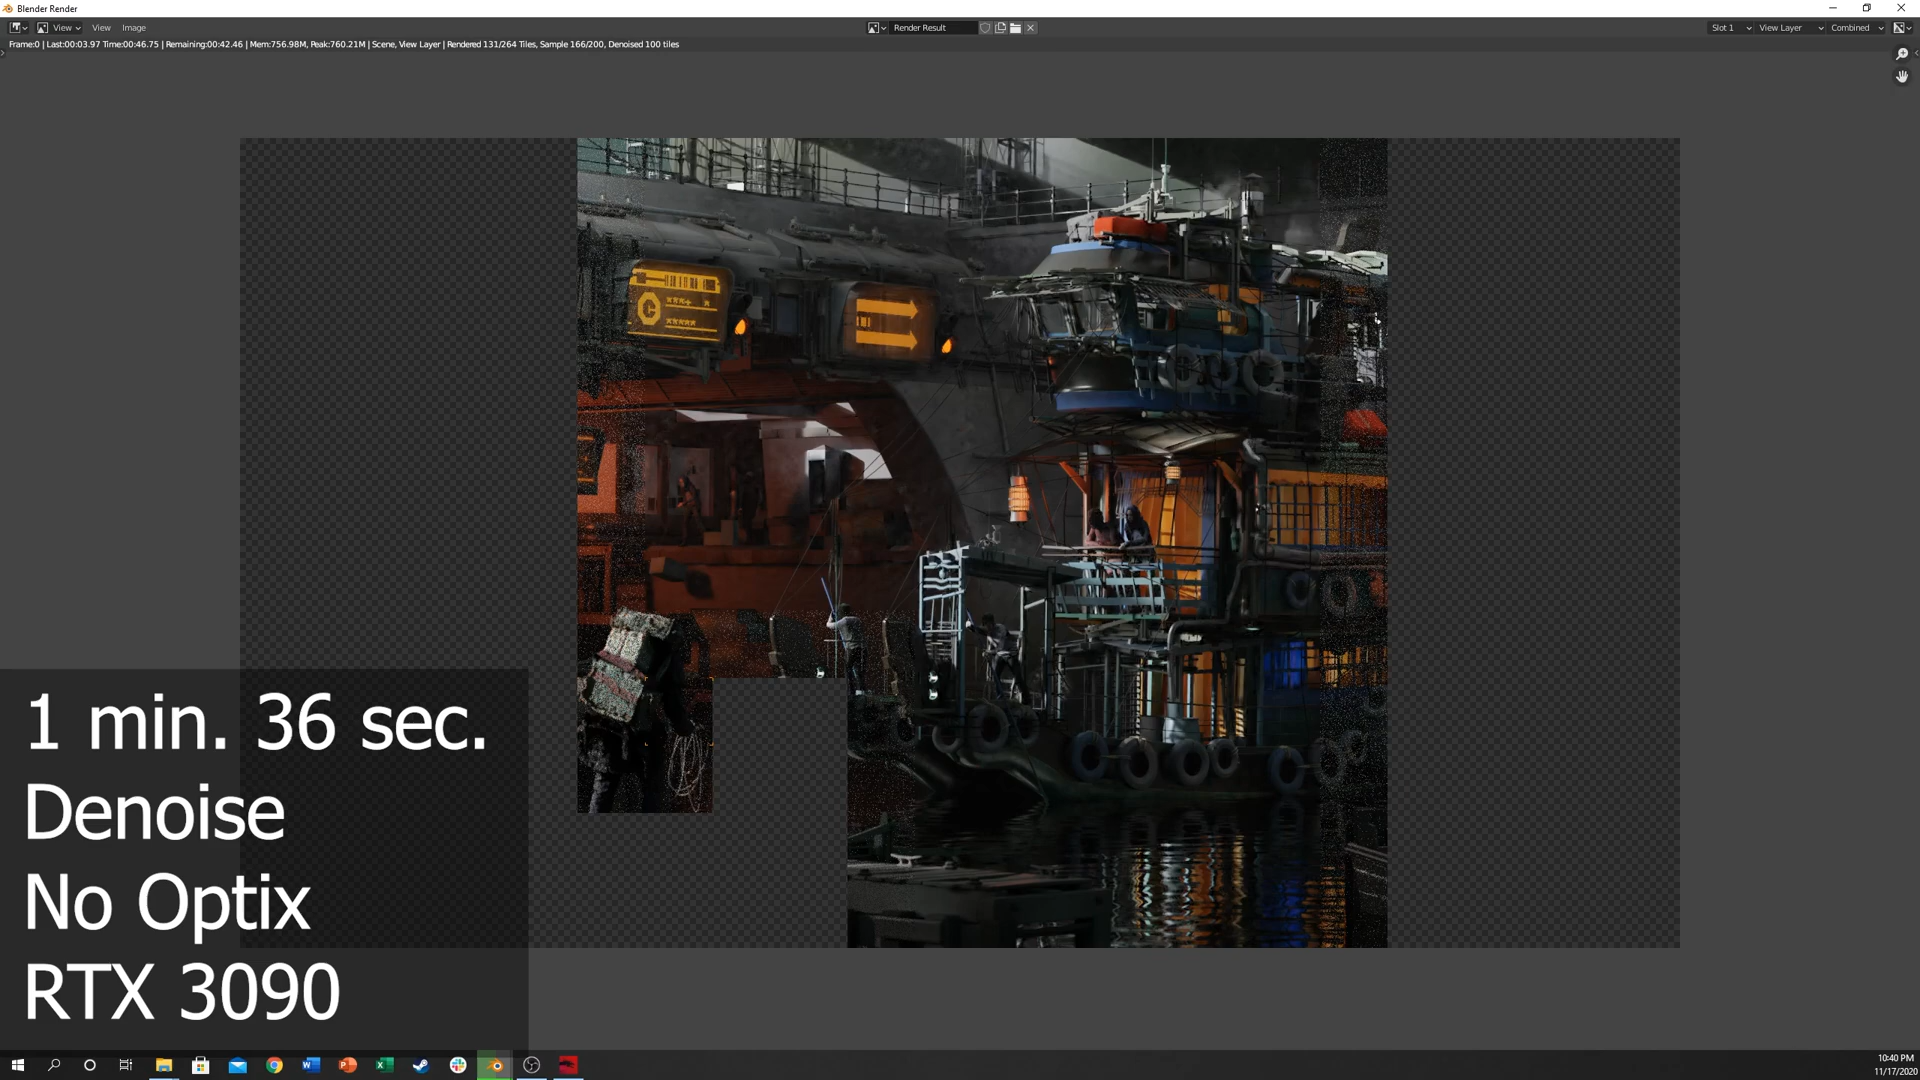 Blender Render
View View Image Render Result Slot 1 View Layer Combined
Frame:0 | Last:00:03.97 Time:00:46.75 | Remaining:00:42.46 | Mem:756.98M, Peak:760.21M | Scene, View Layer | Rendered 131/264 Tiles, Sample 166/200, Denoised 100 tiles
1 min. 36 sec.
Denoise
No Optix
RTX 3090
10:40 PM
11/17/2020